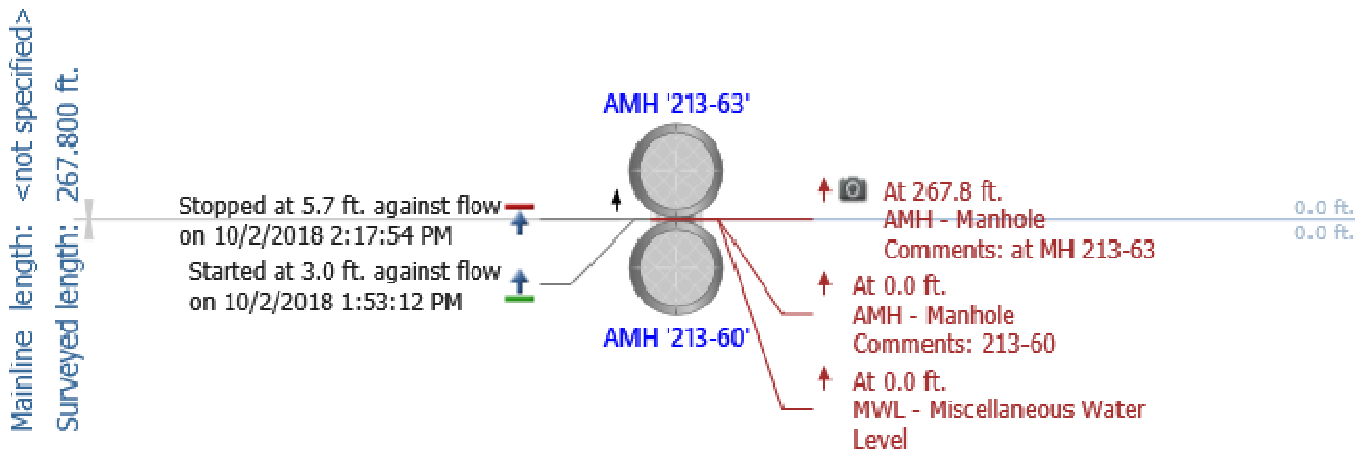 Mainline length: <not specified>
Surveyed length: 267.800 ft.
AMH '213-63'
Stopped at 5.7 ft. against flow
on 10/2/2018 2:17:54 PM
Started at 3.0 ft. against flow
on 10/2/2018 1:53:12 PM
AMH '213-60'
At 267.8 ft.
AMH - Manhole
Comments: at MH 213-63
At 0.0 ft.
AMH - Manhole
Comments: 213-60
At 0.0 ft.
MWL - Miscellaneous Water
Level
0.0 ft.
0.0 ft.